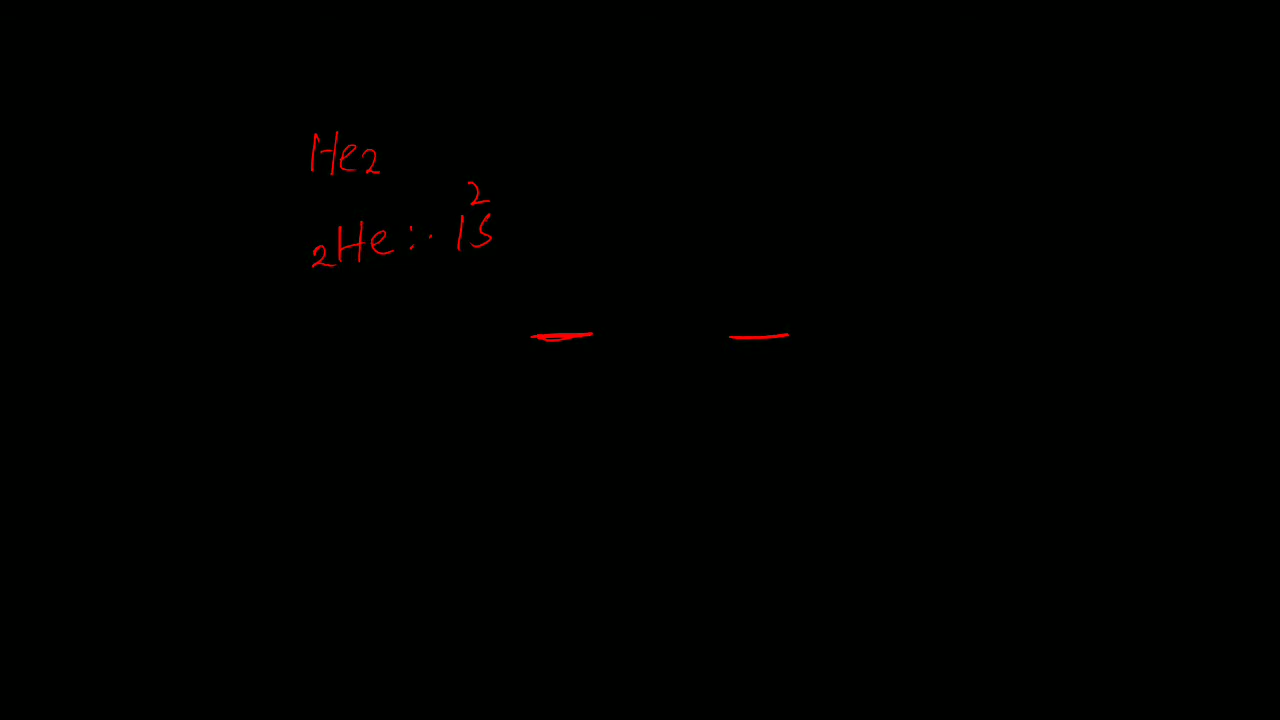 He₂
₂He : · 1s²